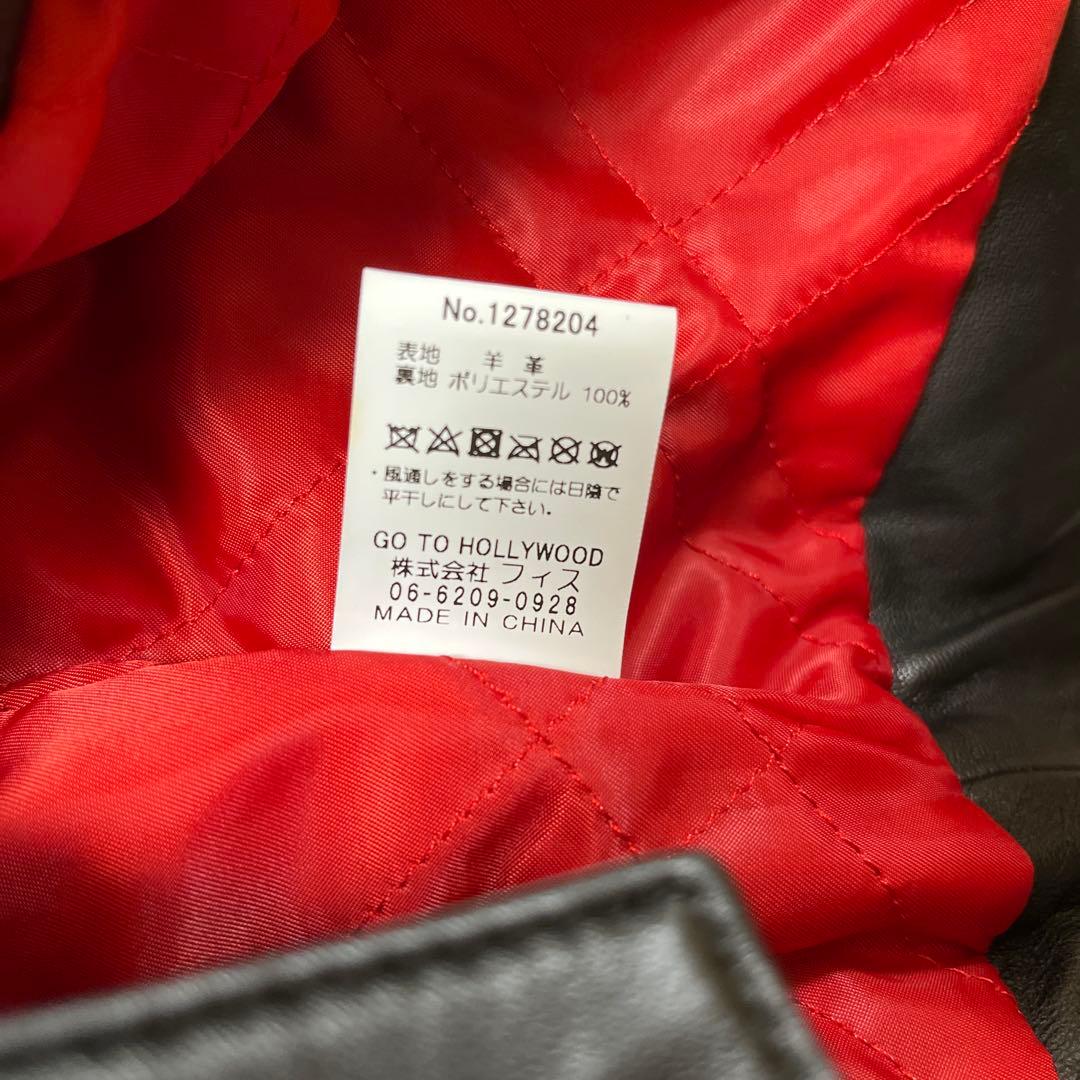 No.1278204
表地 羊革
裏地 ポリエステル 100%
・風通しをする場合には日陰で
平干しにして下さい。
GO TO HOLLYWOOD
株式会社 フィス
06-6209-0928
MADE IN CHINA